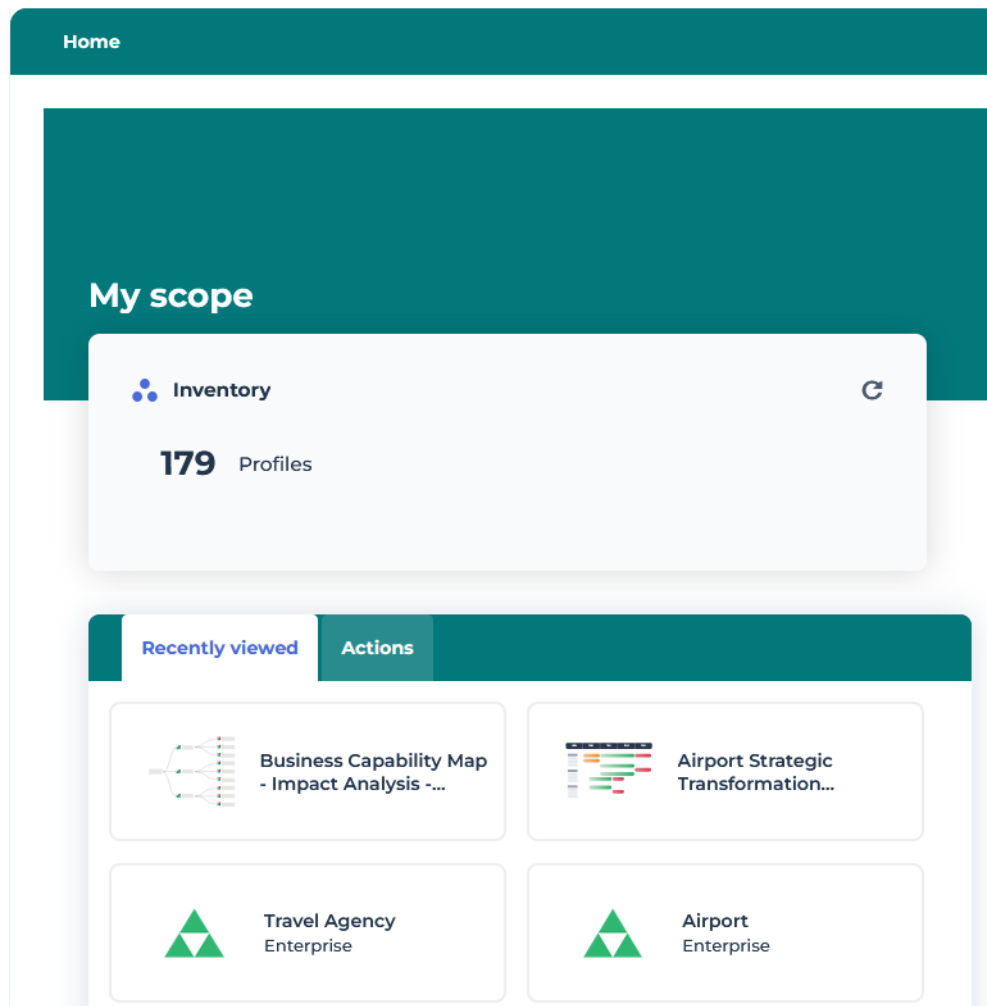 Home
My scope
Inventory
179 Profiles
Recently viewed
Actions
Business Capability Map
- Impact Analysis -...
Airport Strategic
Transformation...
Travel Agency
Enterprise
Airport
Enterprise